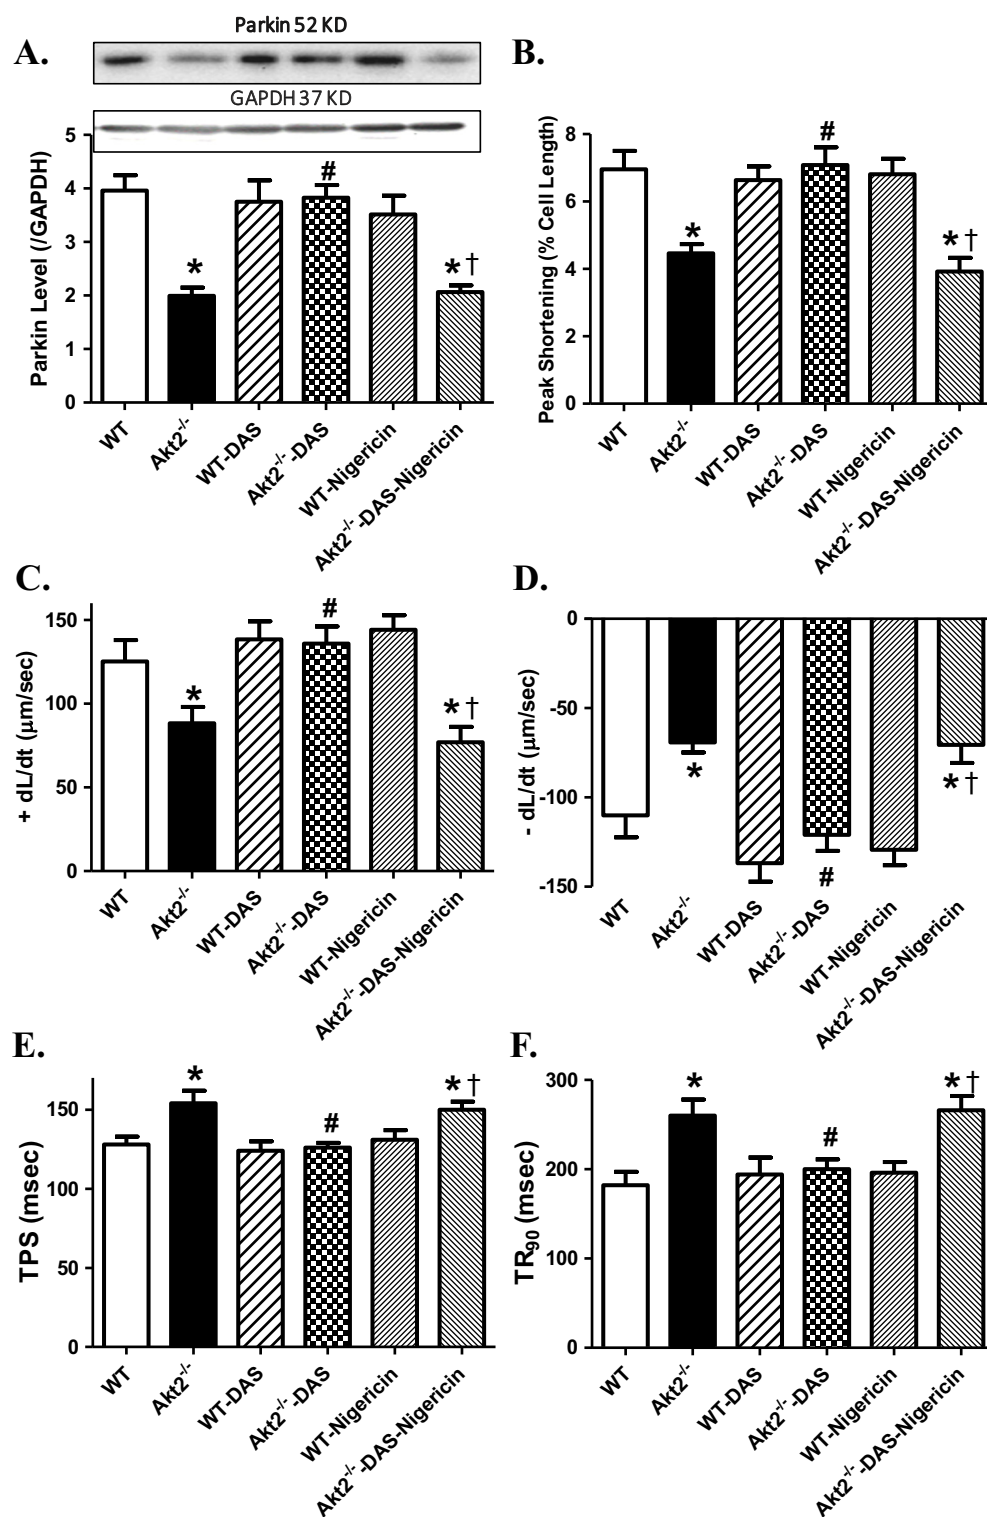 A.
Parkin 52 KD
GAPDH 37 KD
Parkin Level (/GAPDH)
5
4
3
2
1
0
*
#
* †
WT
Akt2-/-
WT-DAS
Akt2-/--DAS
WT-Nigericin
Akt2-/--DAS-Nigericin
B.
Peak Shortening (% Cell Length)
8
6
4
2
0
*
#
* †
WT
Akt2-/-
WT-DAS
Akt2-/--DAS
WT-Nigericin
Akt2-/--DAS-Nigericin
C.
+ dL/dt (μm/sec)
150
100
50
0
*
#
* †
WT
Akt2-/-
WT-DAS
Akt2-/--DAS
WT-Nigericin
Akt2-/--DAS-Nigericin
D.
- dL/dt (μm/sec)
0
-50
-100
-150
*
#
* †
WT
Akt2-/-
WT-DAS
Akt2-/--DAS
WT-Nigericin
Akt2-/--DAS-Nigericin
E.
TPS (msec)
150
100
50
0
*
#
* †
WT
Akt2-/-
WT-DAS
Akt2-/--DAS
WT-Nigericin
Akt2-/--DAS-Nigericin
F.
TR90 (msec)
300
200
100
0
*
#
* †
WT
Akt2-/-
WT-DAS
Akt2-/--DAS
WT-Nigericin
Akt2-/--DAS-Nigericin